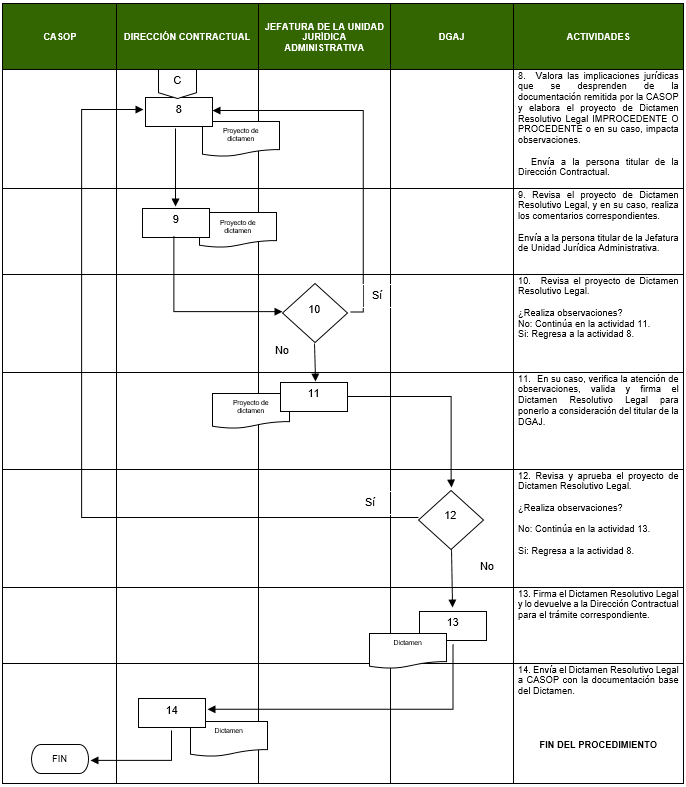 CASOP
DIRECCIÓN CONTRACTUAL
JEFATURA DE LA UNIDAD
JURÍDICA
ADMINISTRATIVA
DGAJ
ACTIVIDADES
C
8
Proyecto de
dictamen
8. Valora las implicaciones jurídicas
que se desprenden de la
documentación remitida por la CASOP
y elabora el proyecto de Dictamen
Resolutivo Legal IMPROCEDENTE O
PROCEDENTE o en su caso, impacta
observaciones.
Envía a la persona titular de la
Dirección Contractual.
9
Proyecto de
dictamen
9. Revisa el proyecto de Dictamen
Resolutivo Legal, y en su caso, realiza
los comentarios correspondientes.
Envía a la persona titular de la Jefatura
de Unidad Jurídica Administrativa.
10
Sí
No
10. Revisa el proyecto de Dictamen
Resolutivo Legal.
¿Realiza observaciones?
No: Continúa en la actividad 11.
Si: Regresa a la actividad 8.
11
Proyecto de
dictamen
11. En su caso, verifica la atención de
observaciones, valida y firma el
Dictamen Resolutivo Legal para
ponerlo a consideración del titular de la
DGAJ.
12
Sí
No
12. Revisa y aprueba el proyecto de
Dictamen Resolutivo Legal.
¿Realiza observaciones?
No: Continúa en la actividad 13.
Si: Regresa a la actividad 8.
13
Dictamen
13. Firma el Dictamen Resolutivo Legal
y lo devuelve a la Dirección Contractual
para el trámite correspondiente.
14
Dictamen
FIN
14. Envía el Dictamen Resolutivo Legal
a CASOP con la documentación base
del Dictamen.
FIN DEL PROCEDIMIENTO